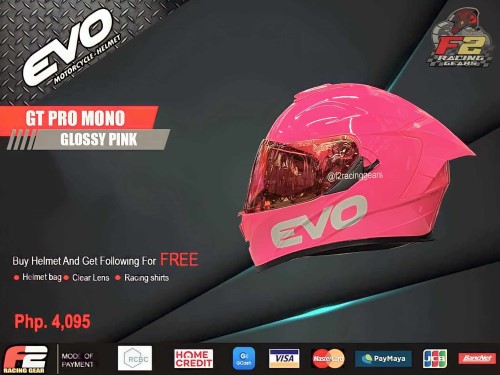 EVO
MOTORCYCLE HELMET
F2
RACING
GEARS
GT PRO MONO
GLOSSY PINK
@f2racinggears
EVO
Buy Helmet And Get Following For FREE
Helmet bag Clear Lens Racing shirts
Php. 4,095
F2
RACING GEAR
MODE OF
PAYMENT
RCBC
HOME
CREDIT
GCash
VISA
MasterCard
PayMaya
JCB
BancNet